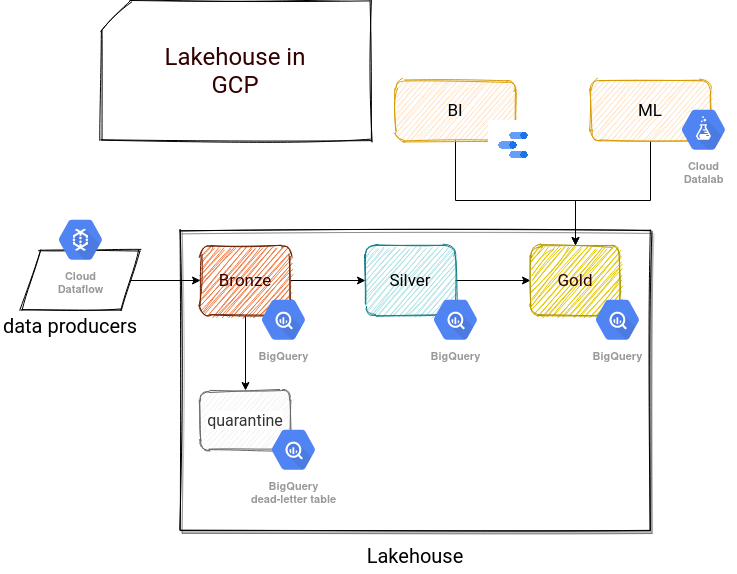 Lakehouse in
GCP
BI
ML
Cloud
Datalab
Cloud
Dataflow
data producers
Bronze
Silver
Gold
BigQuery
BigQuery
BigQuery
quarantine
BigQuery
dead-letter table
Lakehouse